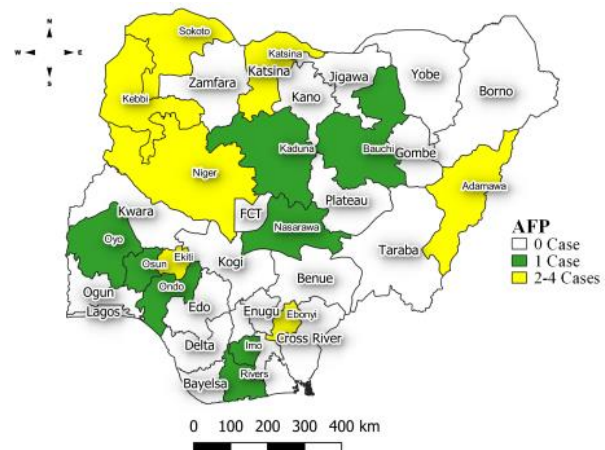 N
W E
S
Sokoto
Katsina
Zamfara
Katsina
Jigawa
Yobe
Borno
Kano
Kebbi
Kaduna
Bauchi
Gombe
Niger
Adamawa
Plateau
FCT
Kwara
Nasarawa
AFP
0 Case
1 Case
2-4 Cases
Oyo
Taraba
Osun
Ekiti
Kogi
Benue
Ogun
Ondo
Lagos
Edo
Enugu
Ebonyi
Delta
Imo
Cross River
Bayelsa
Rivers
0 100 200 300 400 km